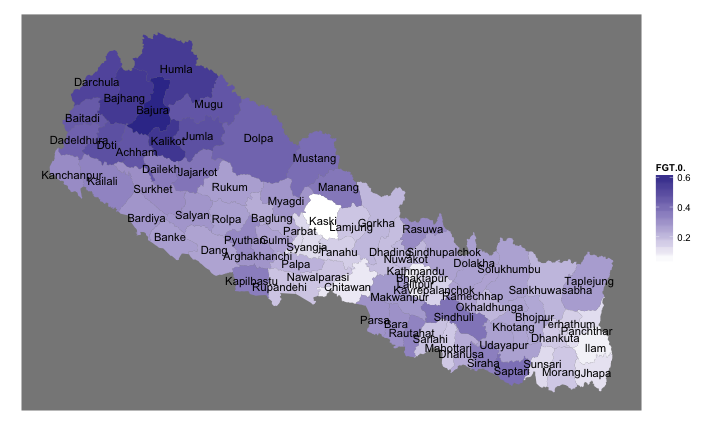 Humla
Darchula
Bajhang
Mugu
Bajura
Baitadi
Dadeldhura
Doti
Kalikot
Jumla
Dolpa
Achham
Mustang
Kanchanpur
Kailali
Dailekh
Jajarkot
Surkhet
Rukum
Manang
Myagdi
Bardiya
Salyan
Rolpa
Baglung
Kaski
Lamjung
Gorkha
Parbat
Rasuwa
Banke
Dang
Pyuthan
Gulmi
Syangja
Tanahu
Dhading
Sindhupalchok
Nuwakot
Arghakhanchi
Palpa
Kathmandu
Bhaktapur
Lalitpur
Dolakha
Solukhumbu
Kapilbastu
Rupandehi
Nawalparasi
Chitawan
Kavrepalanchok
Makwanpur
Ramechhap
Okhaldhunga
Sankhuwasabha
Taplejung
Parsa
Bara
Rautahat
Sarlahi
Sindhuli
Khotang
Bhojpur
Terhathum
Panchthar
Dhankuta
Ilam
Mahottari
Dhanusa
Udayapur
Siraha
Saptari
Sunsari
Morang
Jhapa
FGT.0.
0.6
0.4
0.2